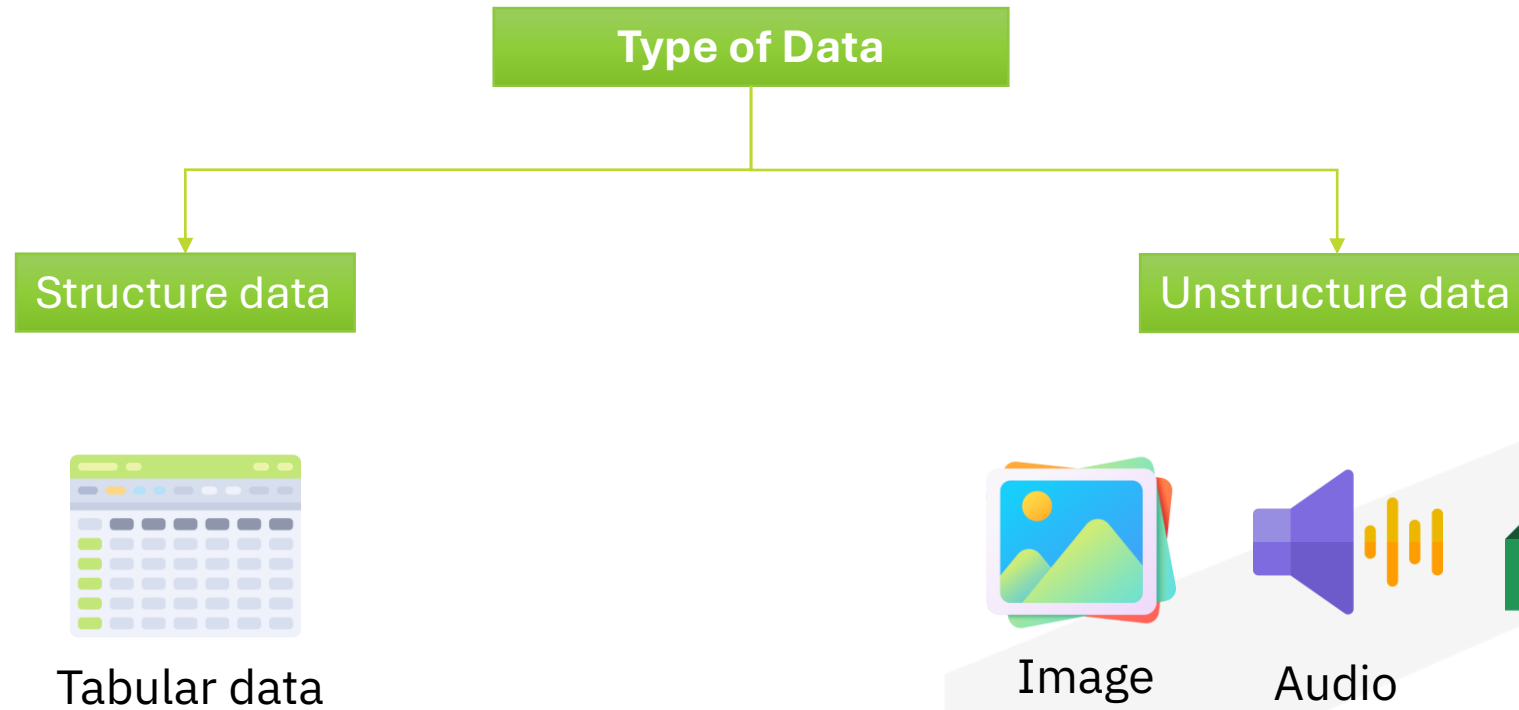 Type of Data
Structure data
Unstructure data
Tabular data
Image
Audio